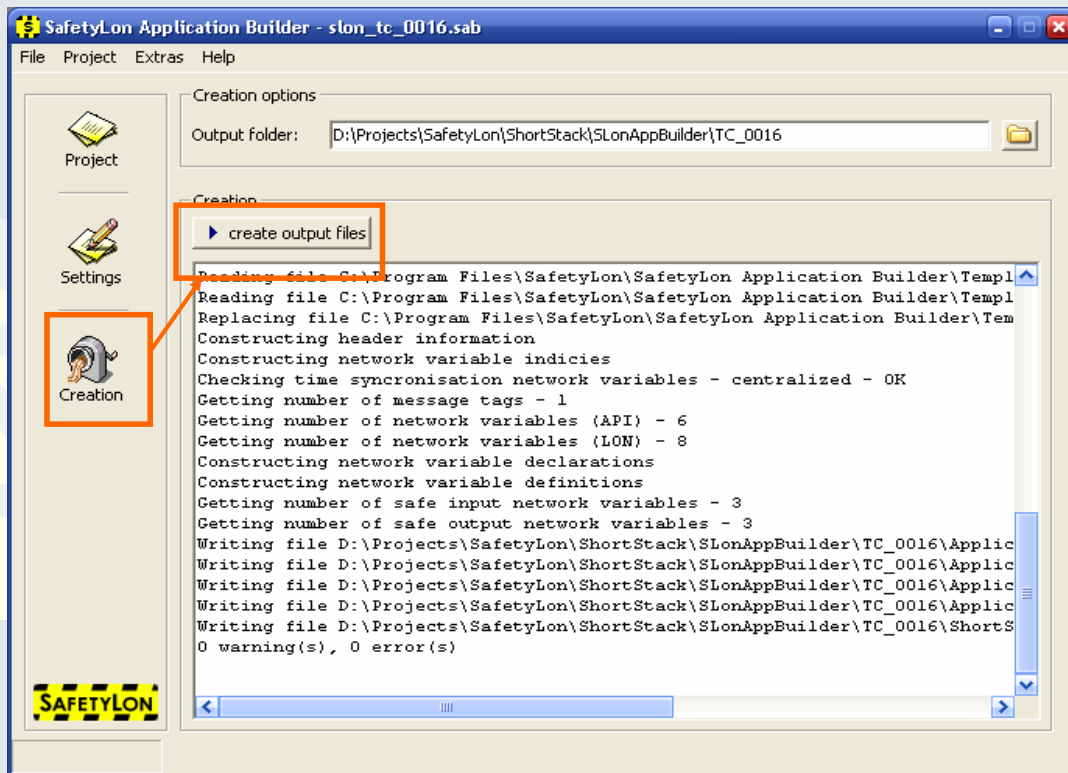 SafetyLon Application Builder - slon_tc_0016.sab
File Project Extras Help
Project
Settings
Creation
SAFETYLON
Creation options
Output folder: D:\Projects\SafetyLon\ShortStack\SLonAppBuilder\TC_0016
Creation
create output files
Reading file C:\Program Files\SafetyLon\SafetyLon Application Builder\Templ
Reading file C:\Program Files\SafetyLon\SafetyLon Application Builder\Templ
Replacing file C:\Program Files\SafetyLon\SafetyLon Application Builder\Tem
Constructing header information
Constructing network variable indicies
Checking time syncronisation network variables - centralized - OK
Getting number of message tags - 1
Getting number of network variables (API) - 6
Getting number of network variables (LON) - 8
Constructing network variable declarations
Constructing network variable definitions
Getting number of safe input network variables - 3
Getting number of safe output network variables - 3
Writing file D:\Projects\SafetyLon\ShortStack\SLonAppBuilder\TC_0016\Applic
Writing file D:\Projects\SafetyLon\ShortStack\SLonAppBuilder\TC_0016\Applic
Writing file D:\Projects\SafetyLon\ShortStack\SLonAppBuilder\TC_0016\Applic
Writing file D:\Projects\SafetyLon\ShortStack\SLonAppBuilder\TC_0016\Applic
Writing file D:\Projects\SafetyLon\ShortStack\SLonAppBuilder\TC_0016\ShortS
0 warning(s), 0 error(s)